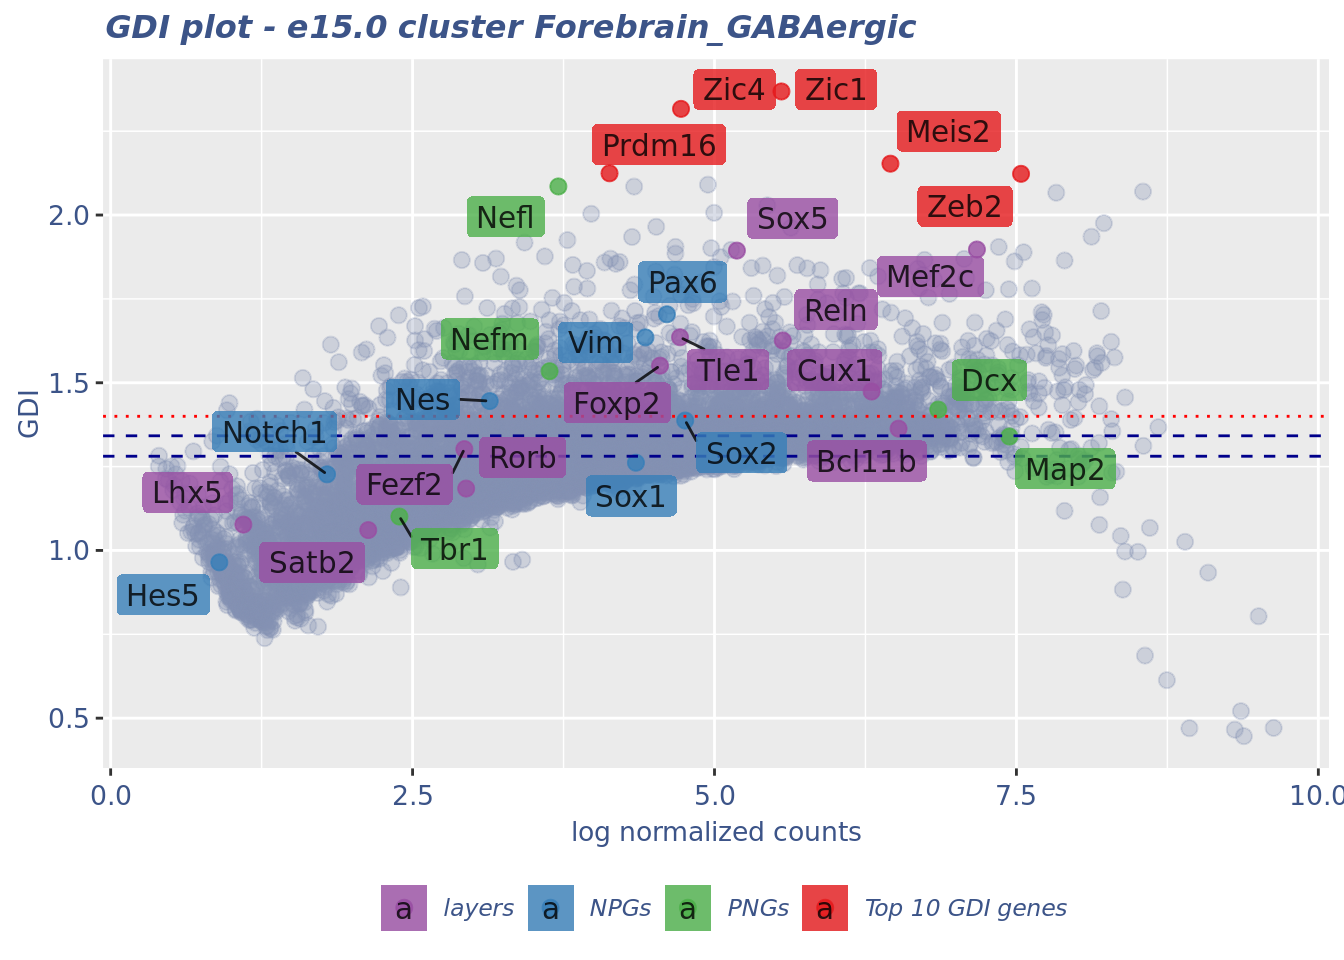 GDI plot - e15.0 cluster Forebrain_GABAergic
Zic4 Zic1
Meis2
Prdm16
Zeb2
Nefl
Sox5
2.0
Mef2c
Pax6
Reln
Nefm
Vim
Tle1 Cux1
Dcx
1.5
Nes
Foxp2
GDI
Notch1
Sox2
Rorb
Bcl11b
Map2
Fezf2
Lhx5
Sox1
Tbr1
1.0
Satb2
Hes5
0.5
0.0 2.5 5.0 7.5 10.0
log normalized counts
a layers a NPGs a PNGs a Top 10 GDI genes